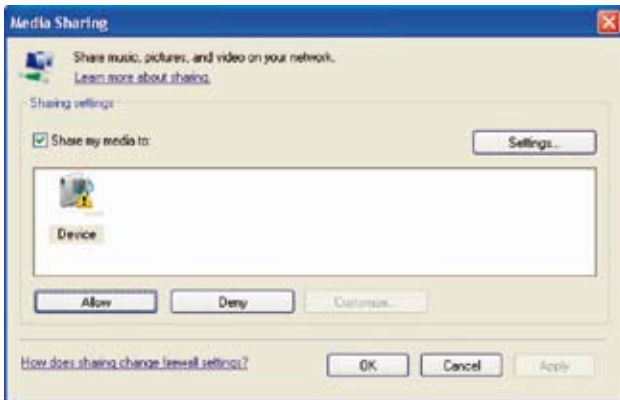 Media Sharing
Share music, pictures, and video on your network.
Learn more about sharing.
Sharing settings
Share my media to:
Settings...
Device
Allow
Deny
Customize...
How does sharing change firewall settings?
OK
Cancel
Apply